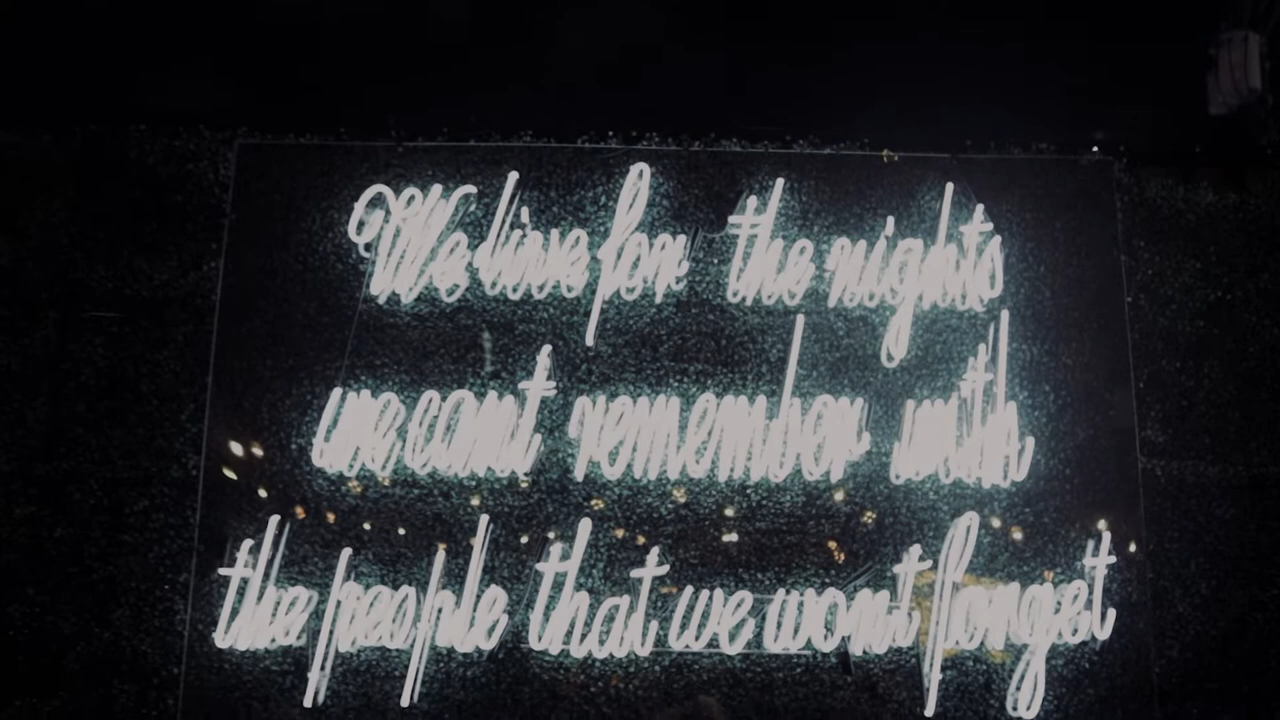 We live for the nights
we cant remember with
the people that we wont forget